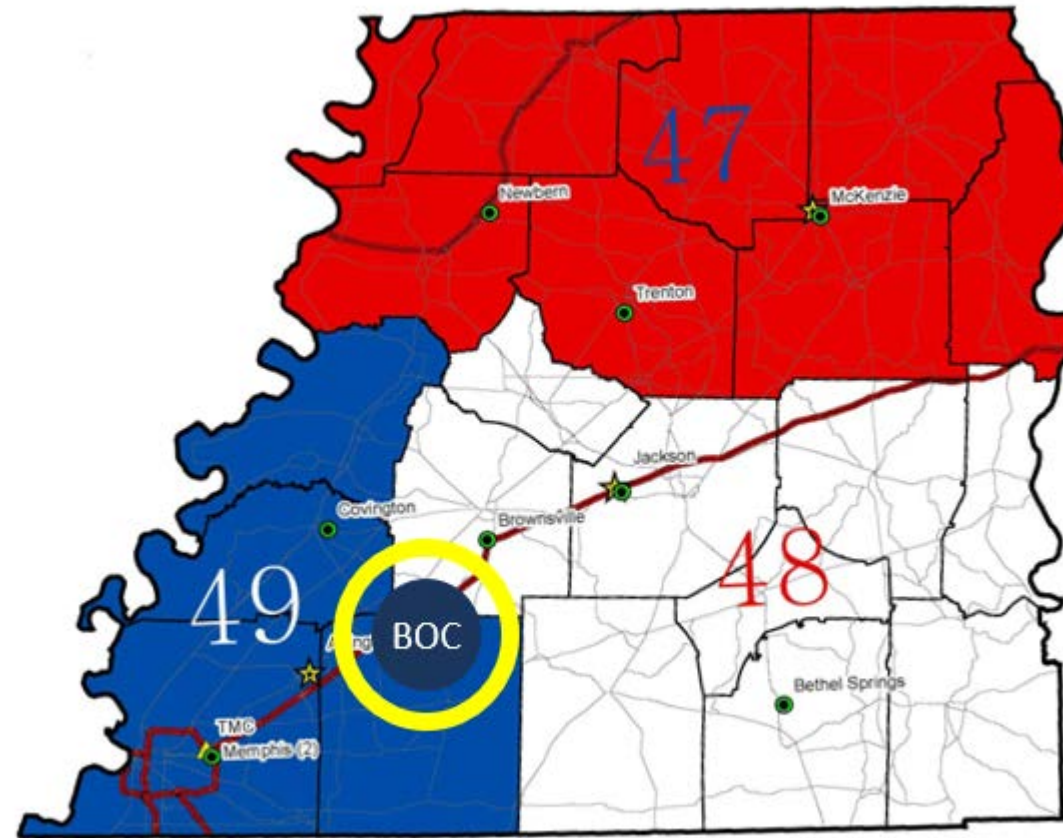 47
Newbern
McKenzie
Trenton
Jackson
Covington
Brownsville
48
49
BOC
Bethel Springs
TMC
Memphis (2)